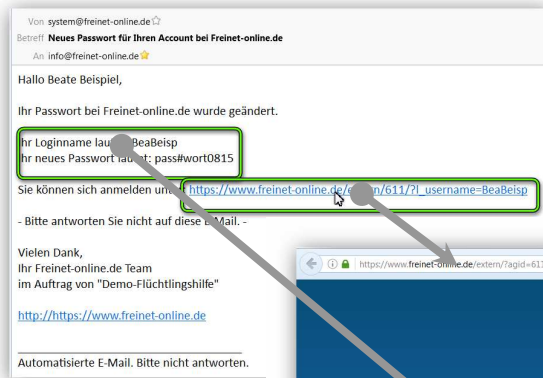 Von system@freinet-online.de
Betreff Neues Passwort für Ihren Account bei Freinet-online.de
An info@freinet-online.de
Hallo Beate Beispiel,
Ihr Passwort bei Freinet-online.de wurde geändert.
Ihr Loginname BeaBeisp
Ihr neues Passwort lautet: pass#wort0815
Sie können sich anmelden unter https://www.freinet-online.de/extern/611/?l_username=BeaBeisp
- Bitte antworten Sie nicht auf diese E-Mail. -
Vielen Dank,
Ihr Freinet-online.de Team
im Auftrag von "Demo-Flüchtlingshilfe"
https://www.freinet-online.de/extern/?agid=611
http://https://www.freinet-online.de
Automatisierte E-Mail. Bitte nicht antworten.